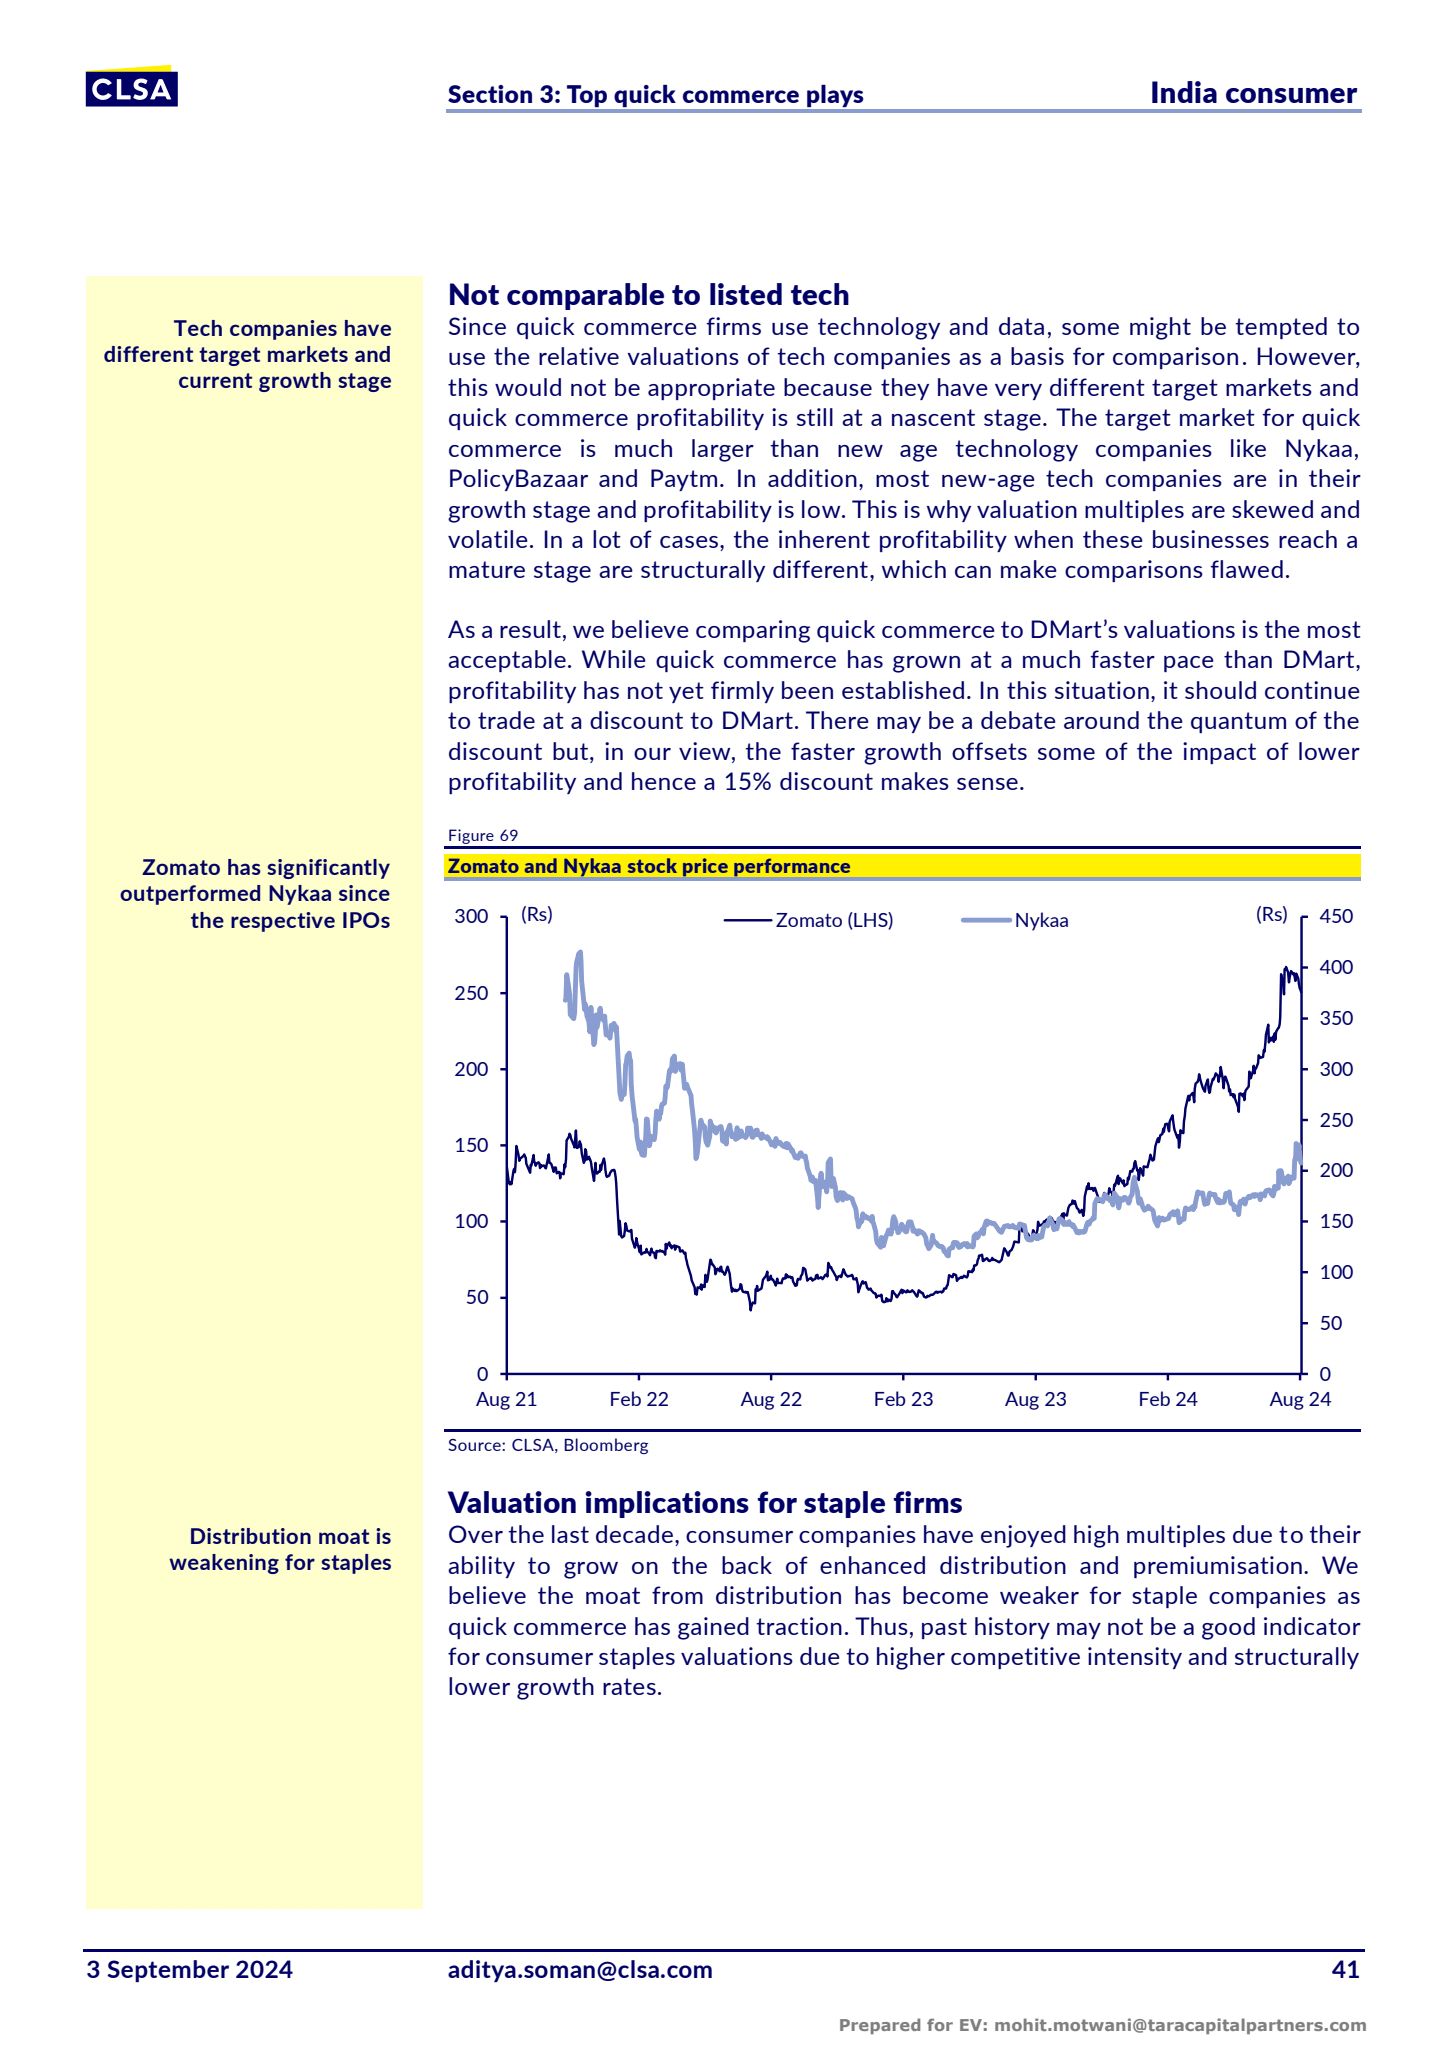 CLSA
Section 3: Top quick commerce plays
India consumer
Tech companies have
different target markets and
current growth stage
Not comparable to listed tech
Since quick commerce firms use technology and data, some might be tempted to
use the relative valuations of tech companies as a basis for comparison. However,
this would not be appropriate because they have very different target markets and
quick commerce profitability is still at a nascent stage. The target market for quick
commerce is much larger than new age technology companies like Nykaa,
PolicyBazaar and Paytm. In addition, most new-age tech companies are in their
growth stage and profitability is low. This is why valuation multiples are skewed and
volatile. In a lot of cases, the inherent profitability when these businesses reach a
mature stage are structurally different, which can make comparisons flawed.
As a result, we believe comparing quick commerce to DMart’s valuations is the most
acceptable. While quick commerce has grown at a much faster pace than DMart,
profitability has not yet firmly been established. In this situation, it should continue
to trade at a discount to DMart. There may be a debate around the quantum of the
discount but, in our view, the faster growth offsets some of the impact of lower
profitability and hence a 15% discount makes sense.
Zomato has significantly
outperformed Nykaa since
the respective IPOs
Figure 69
Zomato and Nykaa stock price performance
(Rs)
Zomato (LHS)
Nykaa
(Rs)
300
250
200
150
100
50
0
450
400
350
300
250
200
150
100
50
0
Aug 21
Feb 22
Aug 22
Feb 23
Aug 23
Feb 24
Aug 24
Source: CLSA, Bloomberg
Distribution moat is
weakening for staples
Valuation implications for staple firms
Over the last decade, consumer companies have enjoyed high multiples due to their
ability to grow on the back of enhanced distribution and premiumisation. We
believe the moat from distribution has become weaker for staple companies as
quick commerce has gained traction. Thus, past history may not be a good indicator
for consumer staples valuations due to higher competitive intensity and structurally
lower growth rates.
3 September 2024
aditya.soman@clsa.com
41
Prepared for EV: mohit.motwani@taracapitalpartners.com